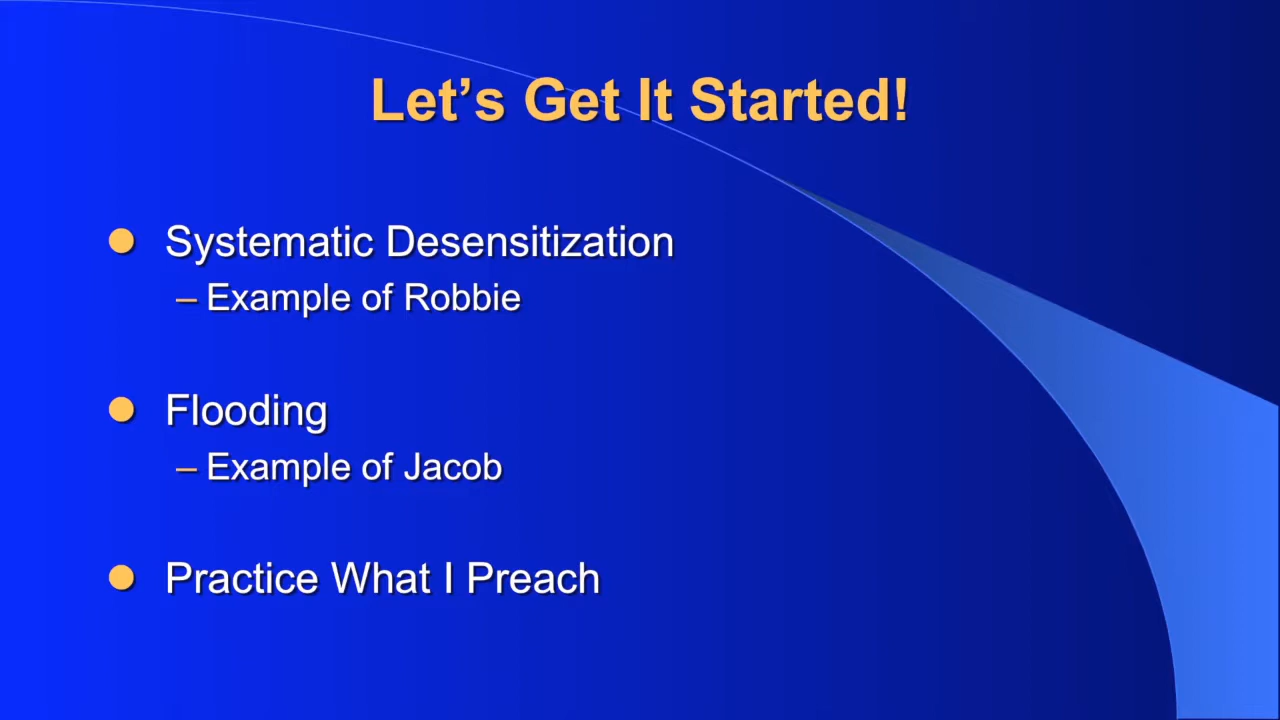 Let’s Get It Started!
Systematic Desensitization
– Example of Robbie
Flooding
– Example of Jacob
Practice What I Preach